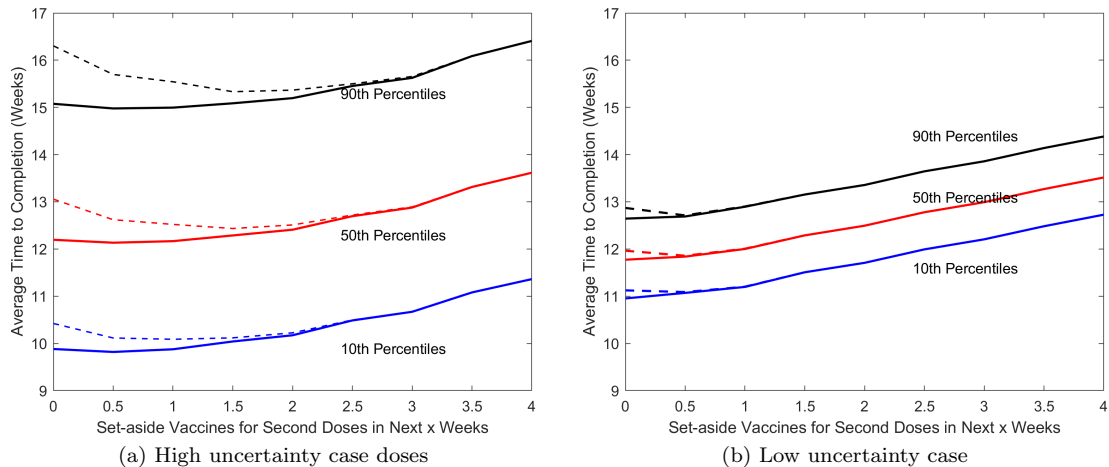 17
16
15
14
13
12
11
10
9
Average Time to Completion (Weeks)
90th Percentiles
50th Percentiles
10th Percentiles
0 0.5 1 1.5 2 2.5 3 3.5 4
Set-aside Vaccines for Second Doses in Next x Weeks
(a) High uncertainty case doses
17
16
15
14
13
12
11
10
9
Average Time to Completion (Weeks)
90th Percentiles
50th Percentiles
10th Percentiles
0 0.5 1 1.5 2 2.5 3 3.5 4
Set-aside Vaccines for Second Doses in Next x Weeks
(b) Low uncertainty case